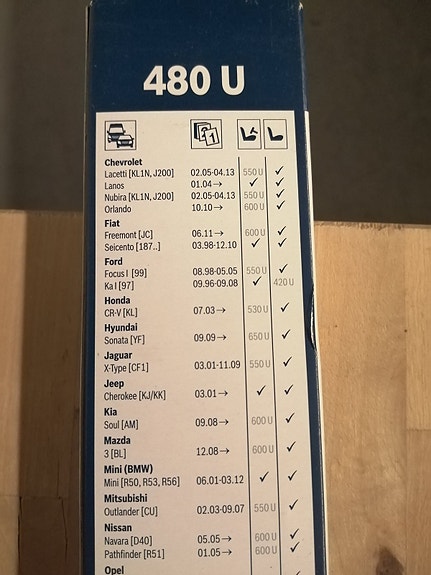 480 U
Chevrolet
Lacetti [KL1N, J200] 02.05-04.13 550 U ✓
Lanos 01.04→ ✓ ✓
Nubira [KL1N, J200] 02.05-04.13 550 U ✓
Orlando 10.10→ 600 U ✓
Fiat
Freemont [JC] 06.11→ 600 U ✓
Seicento [187..] 03.98-12.10 ✓ ✓
Ford
Focus I [99] 08.98-05.05 550 U ✓
Ka I [97] 09.96-09.08 ✓ 420 U
Honda
CR-V [KL] 07.03→ 530 U ✓
Hyundai
Sonata [YF] 09.09→ 650 U ✓
Jaguar
X-Type [CF1] 03.01-11.09 550 U ✓
Jeep
Cherokee [KJ/KK] 03.01→ ✓ ✓
Kia
Soul [AM] 09.08→ 600 U ✓
Mazda
3 [BL] 12.08→ 600 U ✓
Mini (BMW)
Mini [R50, R53, R56] 06.01-03.12 ✓ ✓
Mitsubishi
Outlander [CU] 02.03-09.07 550 U ✓
Nissan
Navara [D40] 05.05→ 600 U ✓
Pathfinder [R51] 01.05→ 600 U ✓
Opel